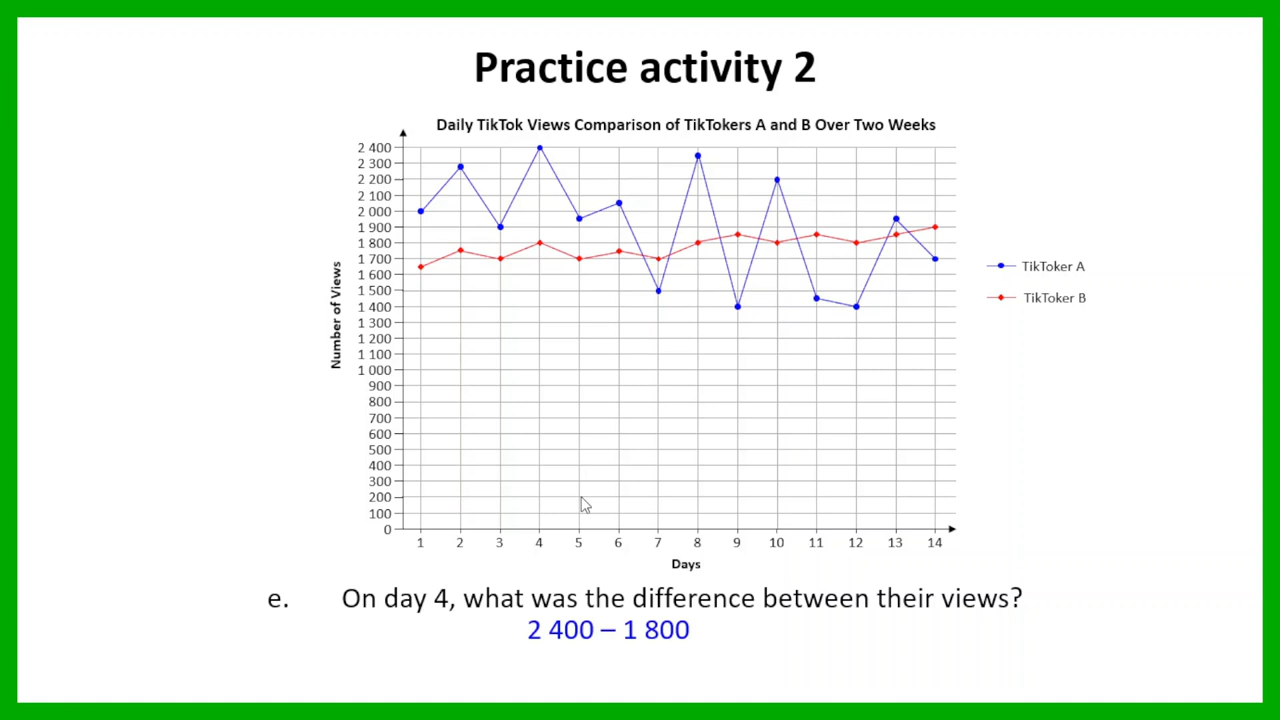 Practice activity 2
Daily TikTok Views Comparison of TikTokers A and B Over Two Weeks
2 400
2 300
2 200
2 100
2 000
1 900
1 800
1 700
1 600
1 500
1 400
1 300
1 200
1 100
1 000
900
800
700
600
500
400
300
200
100
0
Number of Views
1 2 3 4 5 6 7 8 9 10 11 12 13 14
Days
TikToker A
TikToker B
e. On day 4, what was the difference between their views?
2 400 – 1 800